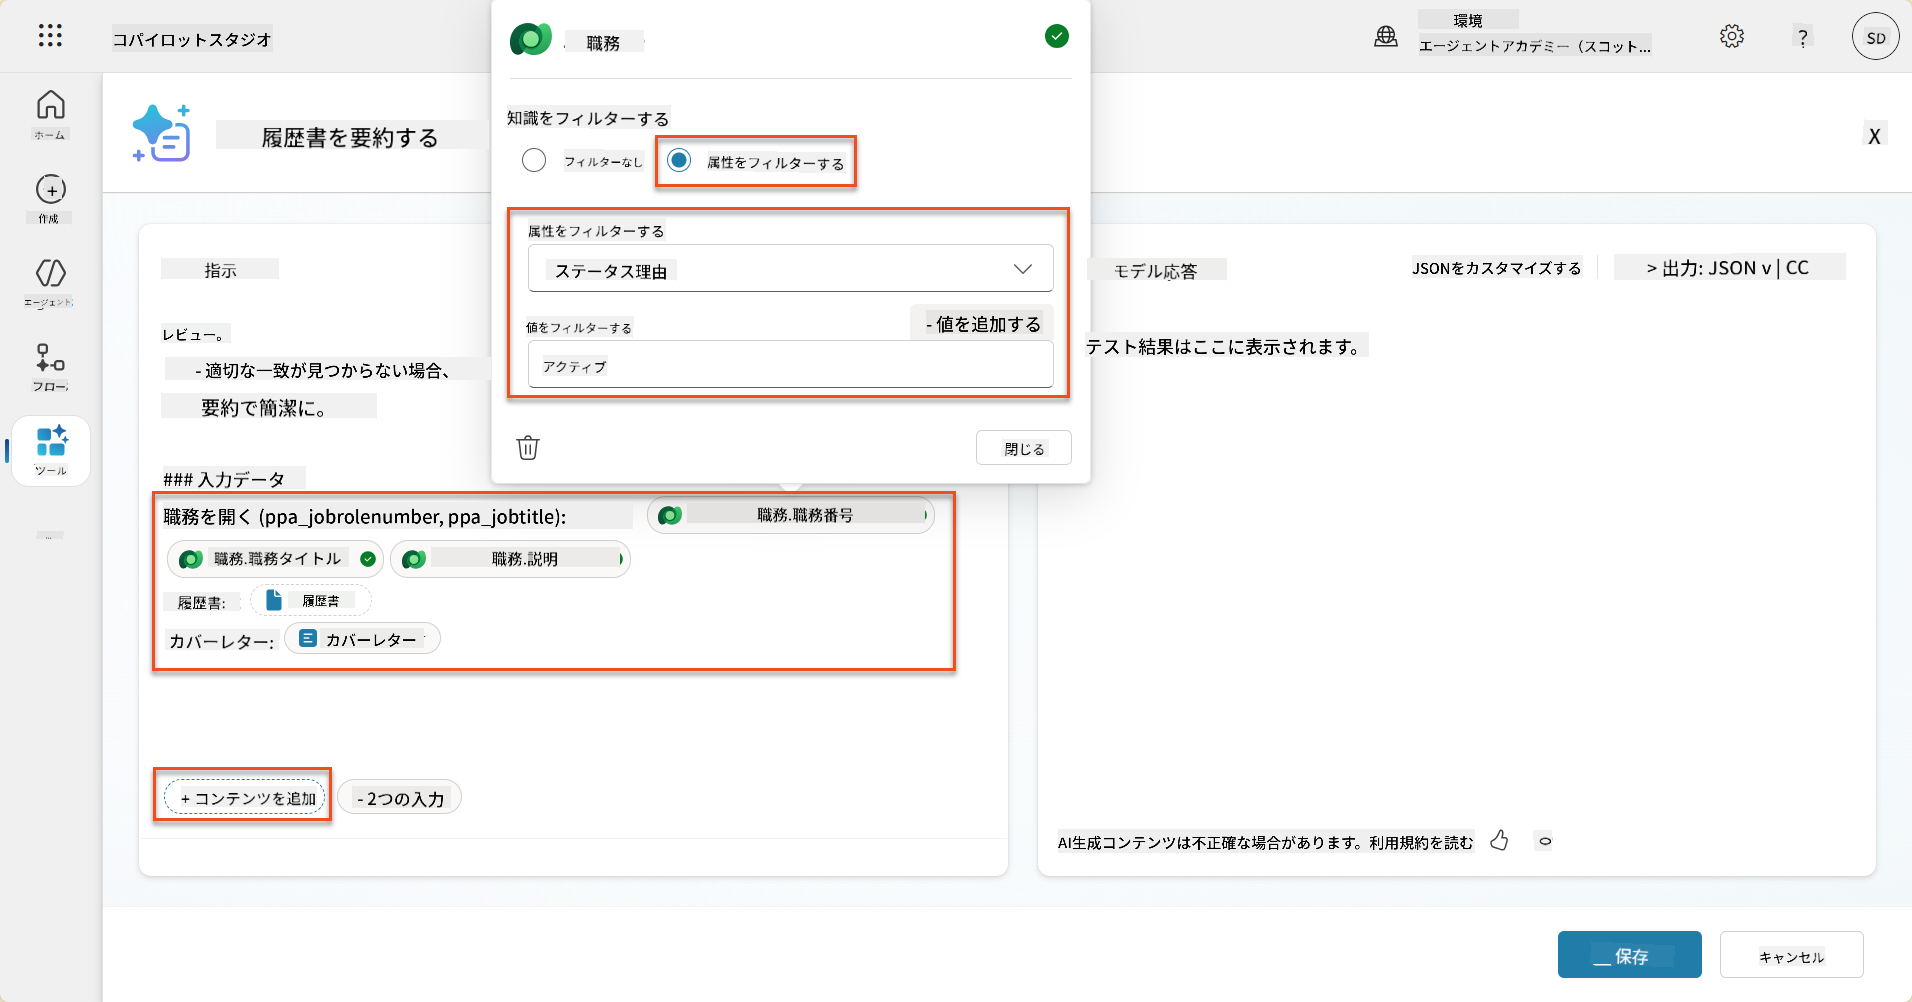 コパイロットスタジオ
環境
エージェントアカデミー（スコット...
?
SD
ホーム
作成
エージェント
フロー
ツール
履歴書を要約する
X
職務
知識をフィルターする
フィルターなし
属性をフィルターする
属性をフィルターする
ステータス理由
値をフィルターする
- 値を追加する
アクティブ
閉じる
指示
レビュー。
- 適切な一致が見つからない場合、
要約で簡潔に。
### 入力データ
職務を開く (ppa_jobrolenumber, ppa_jobtitle):
職務.職務番号
職務.職務タイトル
職務.説明
履歴書:
履歴書
カバーレター:
カバーレター
+ コンテンツを追加
- 2つの入力
モデル応答
JSONをカスタマイズする
> 出力: JSON v | CC
テスト結果はここに表示されます。
AI生成コンテンツは不正確な場合があります。利用規約を読む
__ 保存
キャンセル